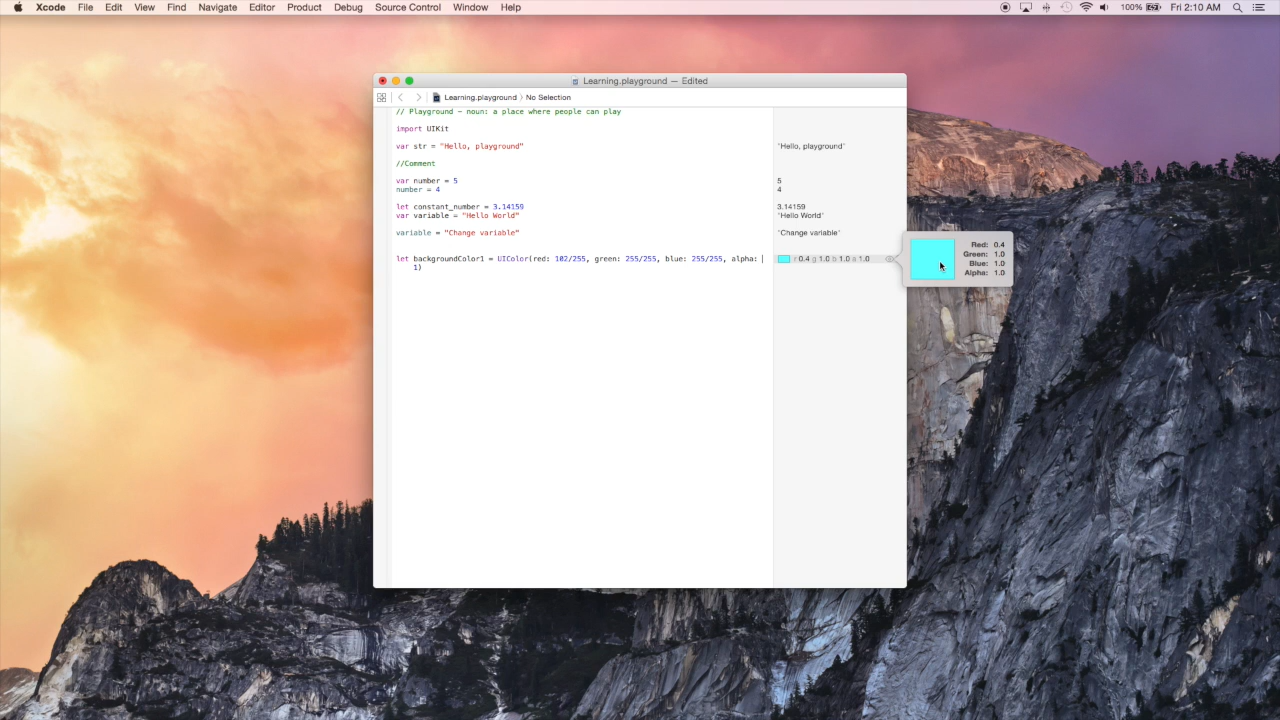 Xcode File Edit View Find Navigate Editor Product Debug Source Control Window Help 100% Fri 2:10 AM
Learning.playground — Edited
Learning.playground 〉 No Selection
// Playground - noun: a place where people can play
import UIKit
var str = "Hello, playground"
"Hello, playground"
//Comment
var number = 5
5
number = 4
4
let constant_number = 3.14159
3.14159
var variable = "Hello World"
"Hello World"
variable = "Change variable"
"Change variable"
let backgroundColor1 = UIColor(red: 102/255, green: 255/255, blue: 255/255, alpha:
1)
r 0.4 g 1.0 b 1.0 a 1.0
Red: 0.4
Green: 1.0
Blue: 1.0
Alpha: 1.0